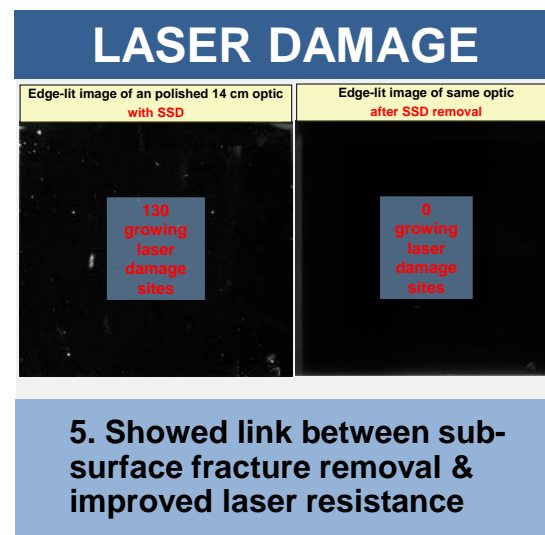 LASER DAMAGE
Edge-lit image of an polished 14 cm optic
with SSD
Edge-lit image of same optic
after SSD removal
130
growing
laser
damage
sites
0
growing
laser
damage
sites
5. Showed link between sub-
surface fracture removal &
improved laser resistance